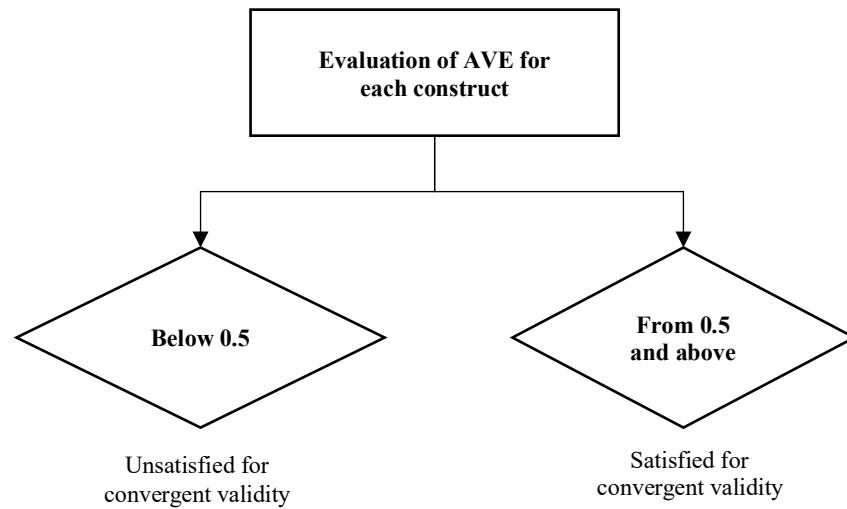 Evaluation of AVE for
each construct
Below 0.5
From 0.5
and above
Unsatisfied for
convergent validity
Satisfied for
convergent validity